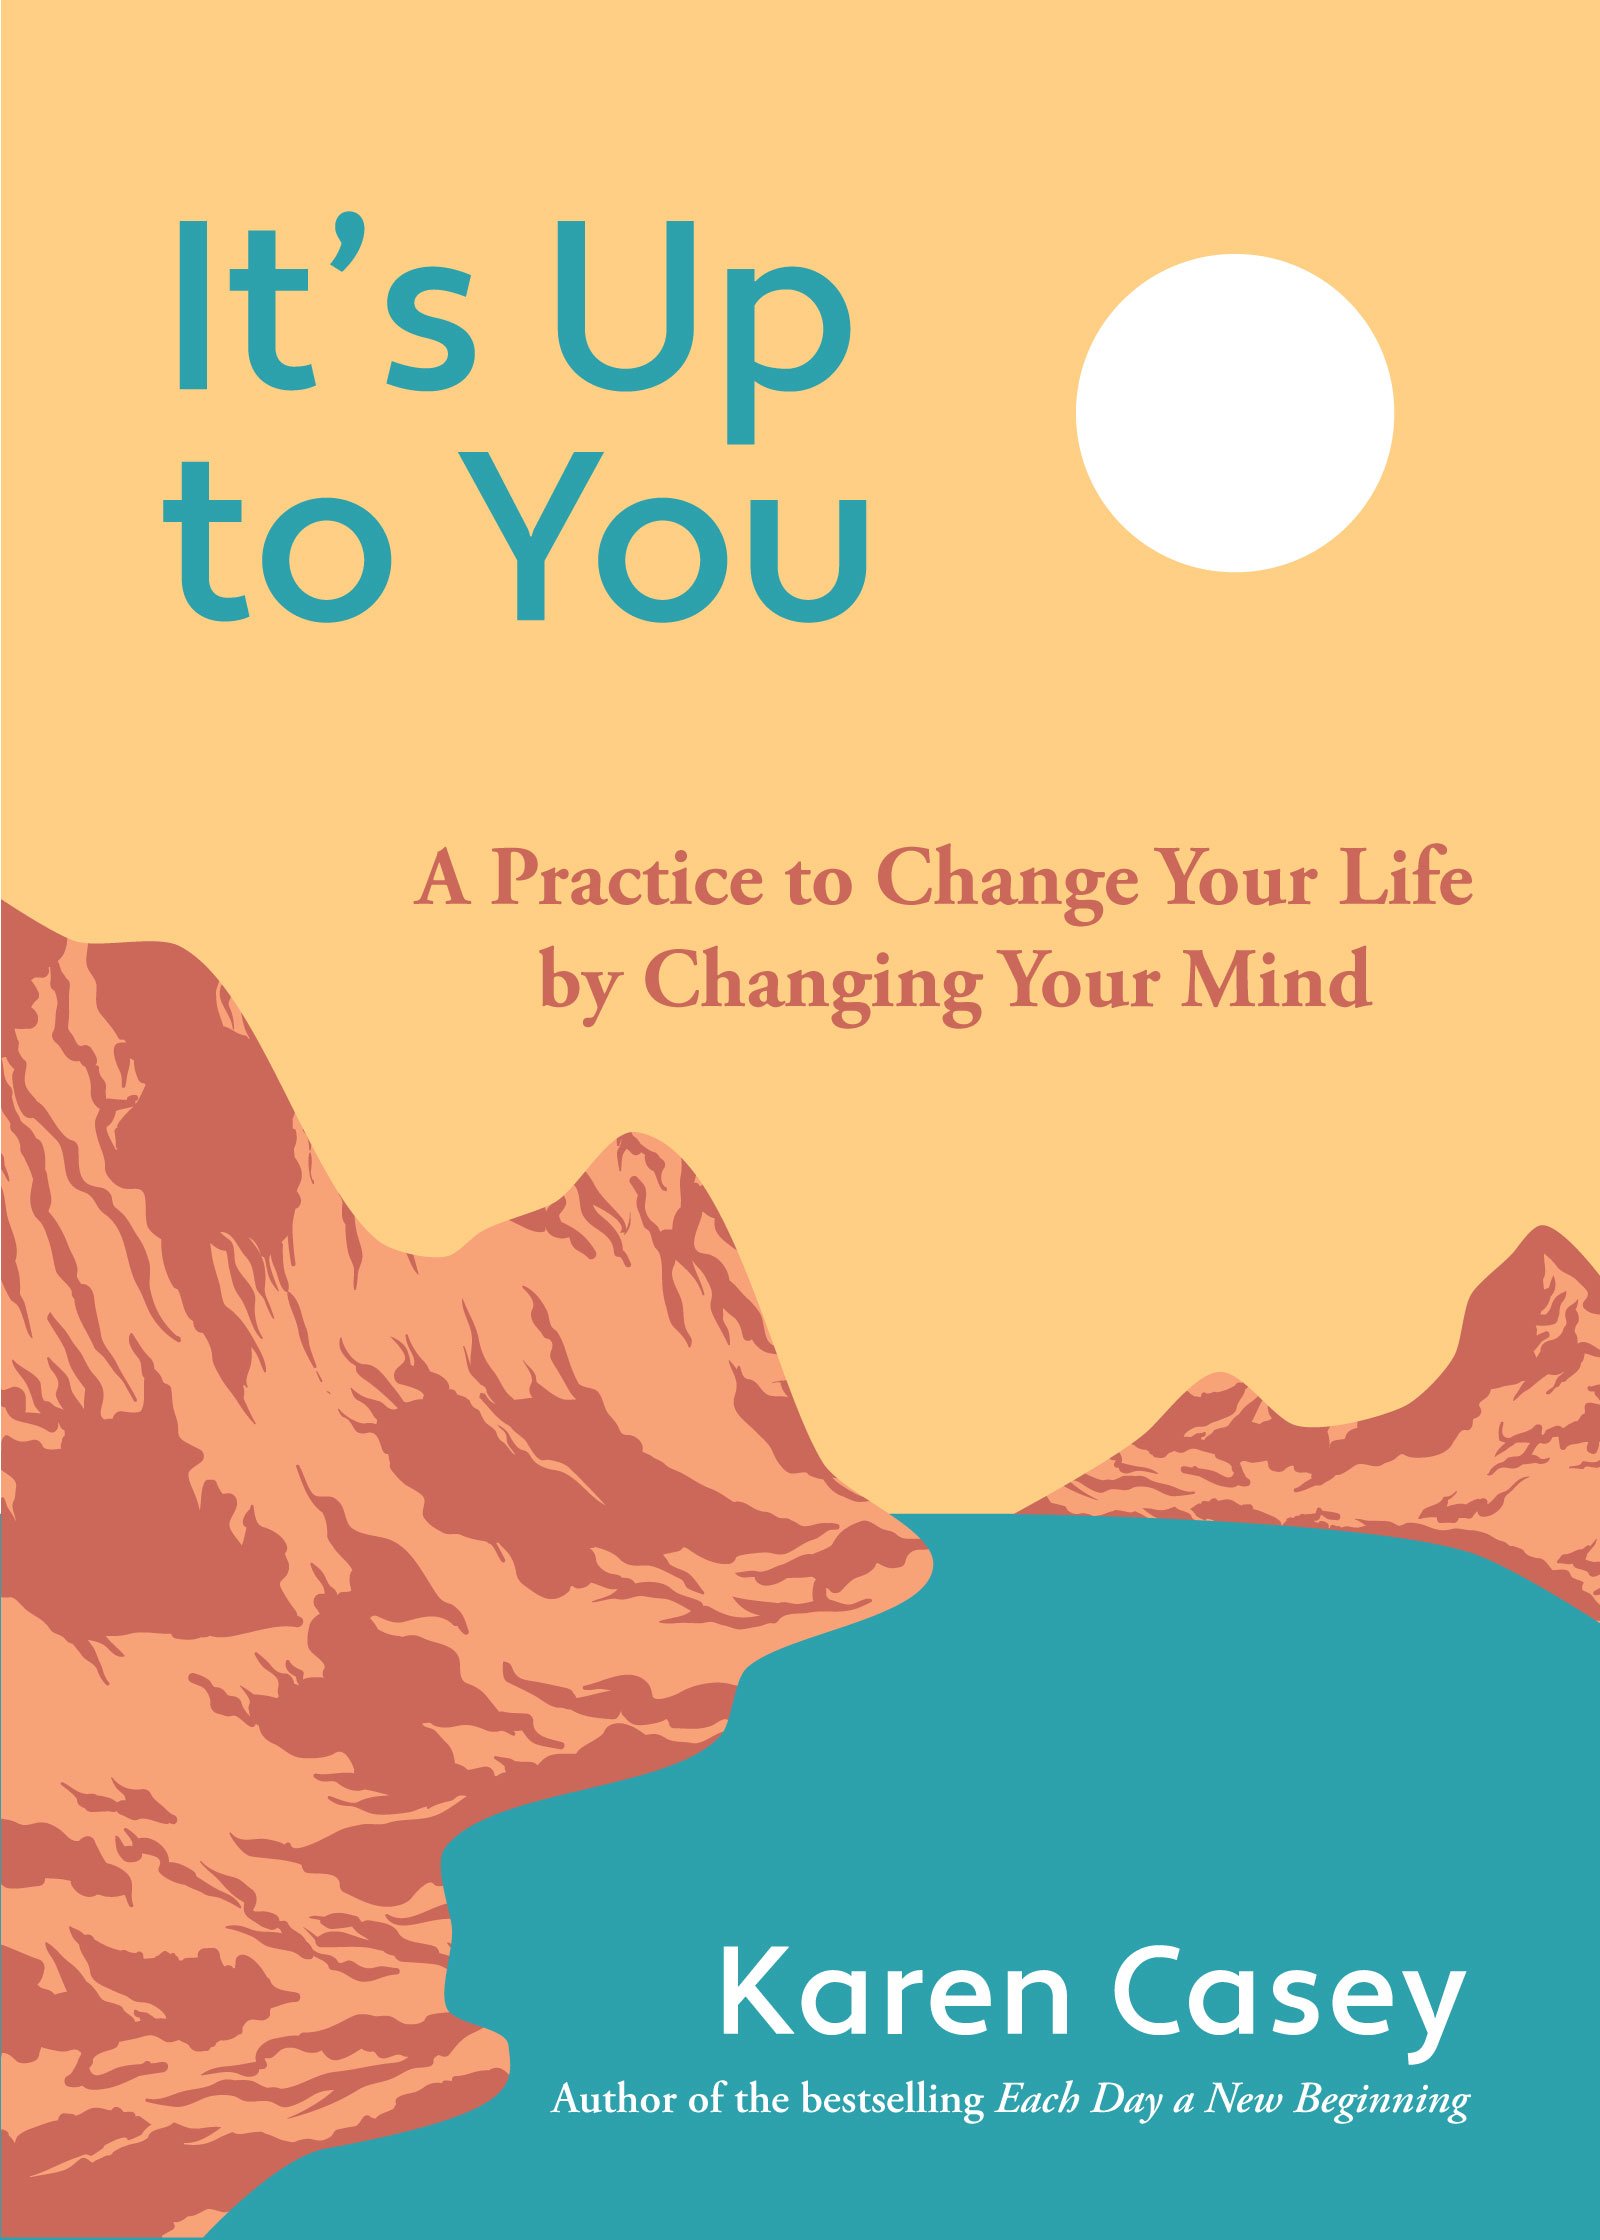 It’s Up
to You
A Practice to Change Your Life
by Changing Your Mind
Karen Casey
Author of the bestselling Each Day a New Beginning